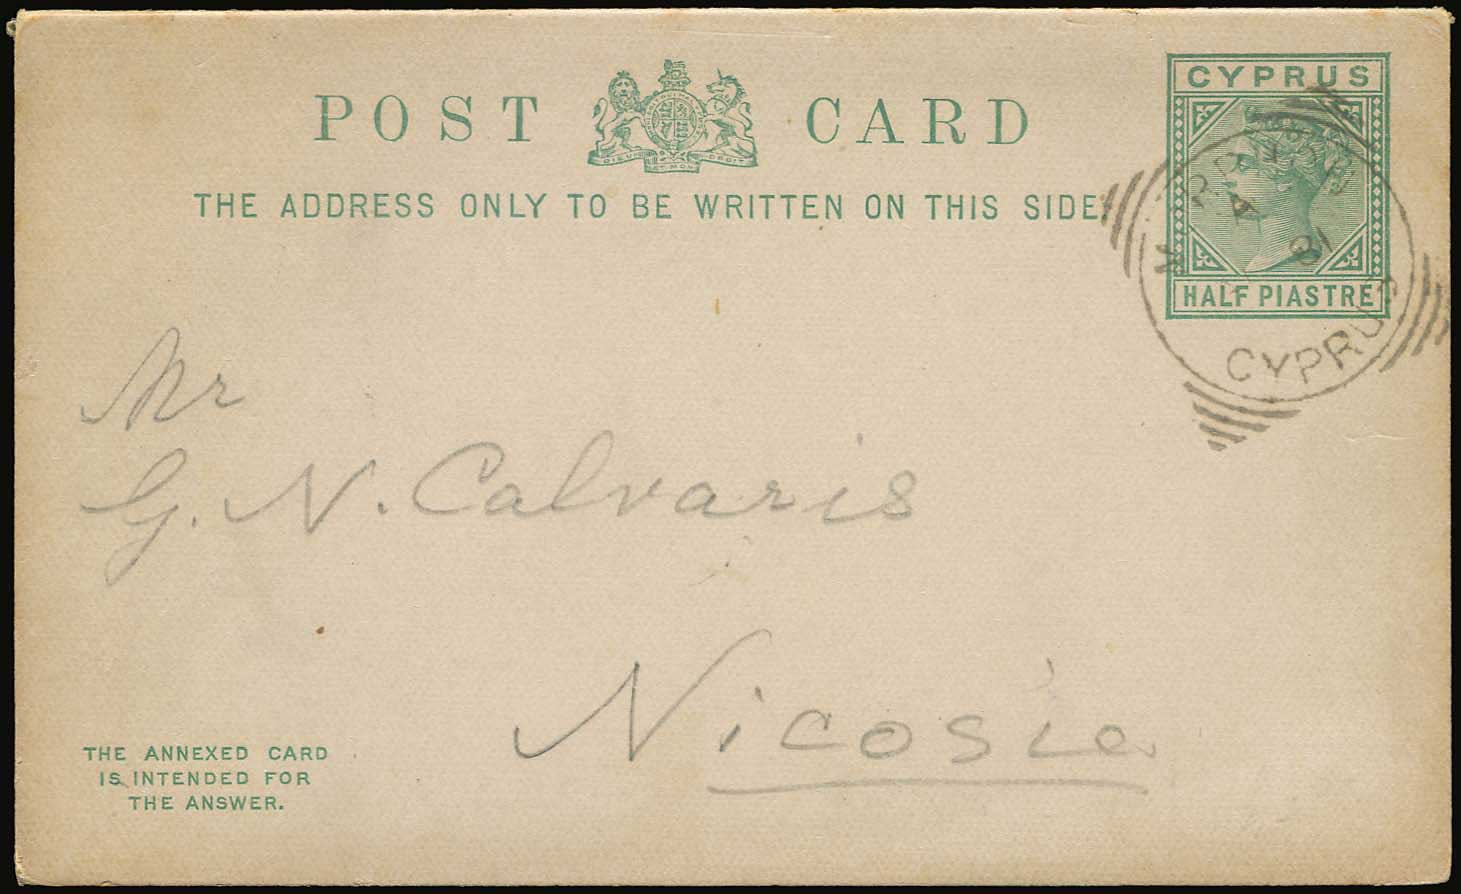 POST CARD
CYPRUS
THE ADDRESS ONLY TO BE WRITTEN ON THIS SIDE
HALF PIASTRE
CYPRUS
Mr
G. N. Calvaris
Nicosia
THE ANNEXED CARD
IS INTENDED FOR
THE ANSWER.